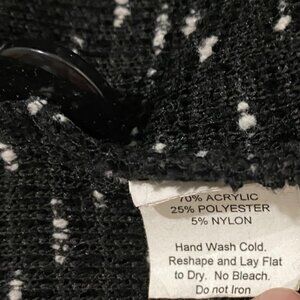 70% ACRYLIC
25% POLYESTER
5% NYLON
Hand Wash Cold.
Reshape and Lay Flat
to Dry. No Bleach.
Do not Iron